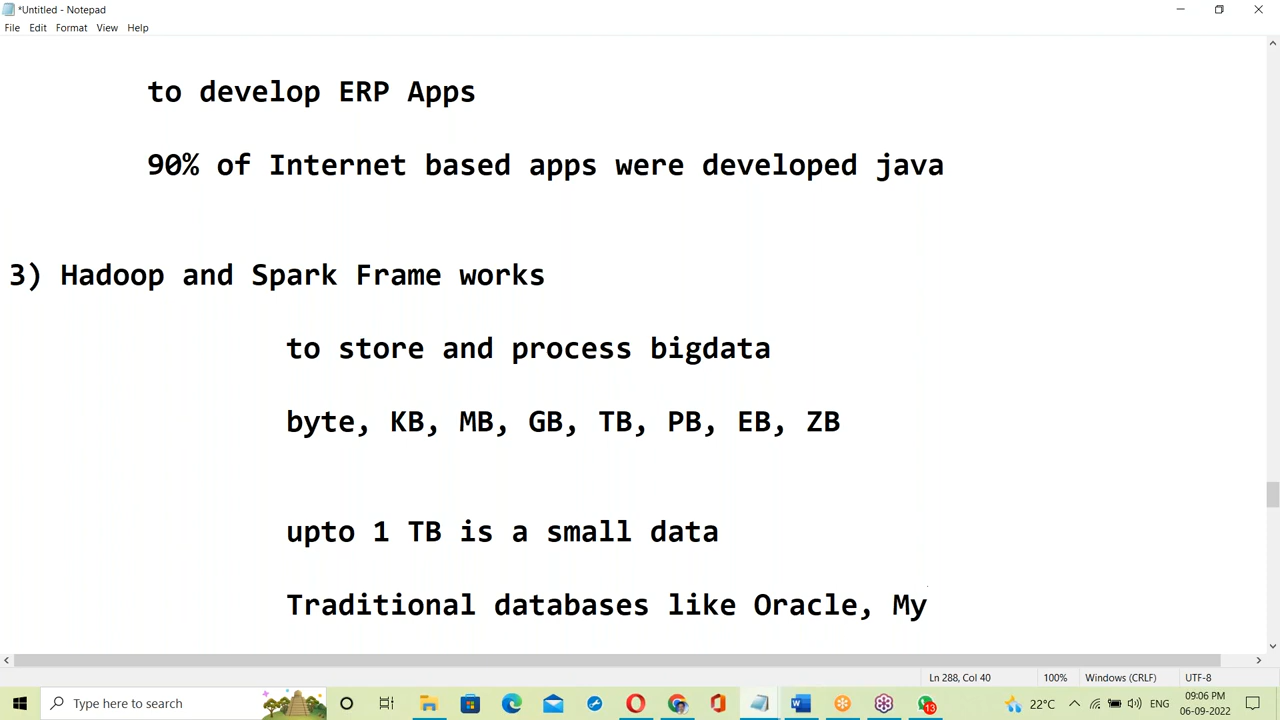 *Untitled - Notepad
File Edit Format View Help
to develop ERP Apps
90% of Internet based apps were developed java
3) Hadoop and Spark Frame works
to store and process bigdata
byte, KB, MB, GB, TB, PB, EB, ZB
upto 1 TB is a small data
Traditional databases like Oracle, My
Ln 288, Col 40 100% Windows (CRLF) UTF-8
Type here to search 13 22°C ENG 09:06 PM
06-09-2022